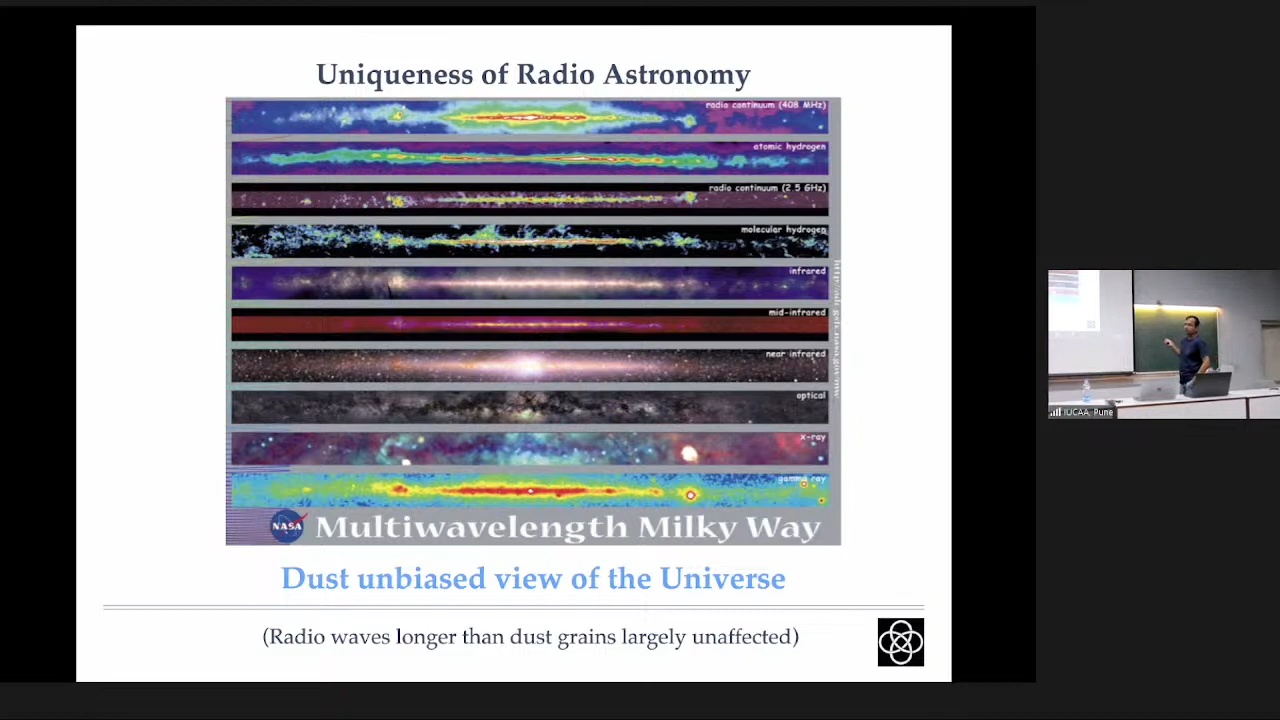 Uniqueness of Radio Astronomy
radio continuum (408 MHz)
atomic hydrogen
radio continuum (2.5 GHz)
molecular hydrogen
infrared
mid-infrared
near infrared
optical
x-ray
gamma ray
NASA
Multiwavelength Milky Way
Dust unbiased view of the Universe
(Radio waves longer than dust grains largely unaffected)
IUCAA, Pune